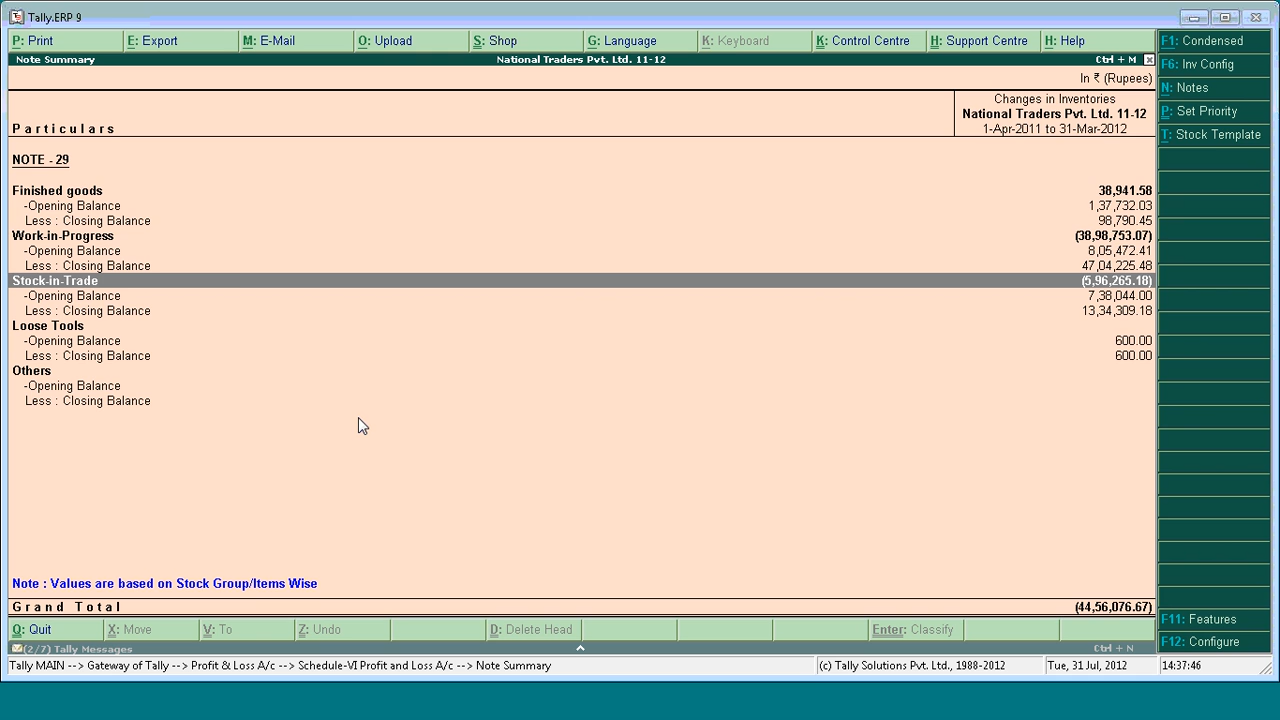 Tally.ERP 9
P: Print E: Export M: E-Mail O: Upload S: Shop G: Language K: Keyboard K: Control Centre H: Support Centre H: Help
Note Summary National Traders Pvt. Ltd. 11-12 Ctrl + M
In ₹ (Rupees)
Changes in Inventories
National Traders Pvt. Ltd. 11-12
Particulars 1-Apr-2011 to 31-Mar-2012
NOTE - 29
Finished goods 38,941.58
-Opening Balance 1,37,732.03
Less : Closing Balance 98,790.45
Work-in-Progress (38,98,753.07)
-Opening Balance 8,05,472.41
Less : Closing Balance 47,04,225.48
Stock-in-Trade (5,96,265.18)
-Opening Balance 7,38,044.00
Less : Closing Balance 13,34,309.18
Loose Tools
-Opening Balance 600.00
Less : Closing Balance 600.00
Others
-Opening Balance
Less : Closing Balance
Note : Values are based on Stock Group/Items Wise
Grand Total (44,56,076.67)
F1: Condensed
F6: Inv Config
N: Notes
P: Set Priority
T: Stock Template
F11: Features
F12: Configure
Q: Quit X: Move V: To Z: Undo D: Delete Head Enter: Classify
(2/7) Tally Messages Ctrl + N
Tally MAIN --> Gateway of Tally --> Profit & Loss A/c --> Schedule-VI Profit and Loss A/c --> Note Summary (c) Tally Solutions Pvt. Ltd., 1988-2012 Tue, 31 Jul, 2012 14:37:46